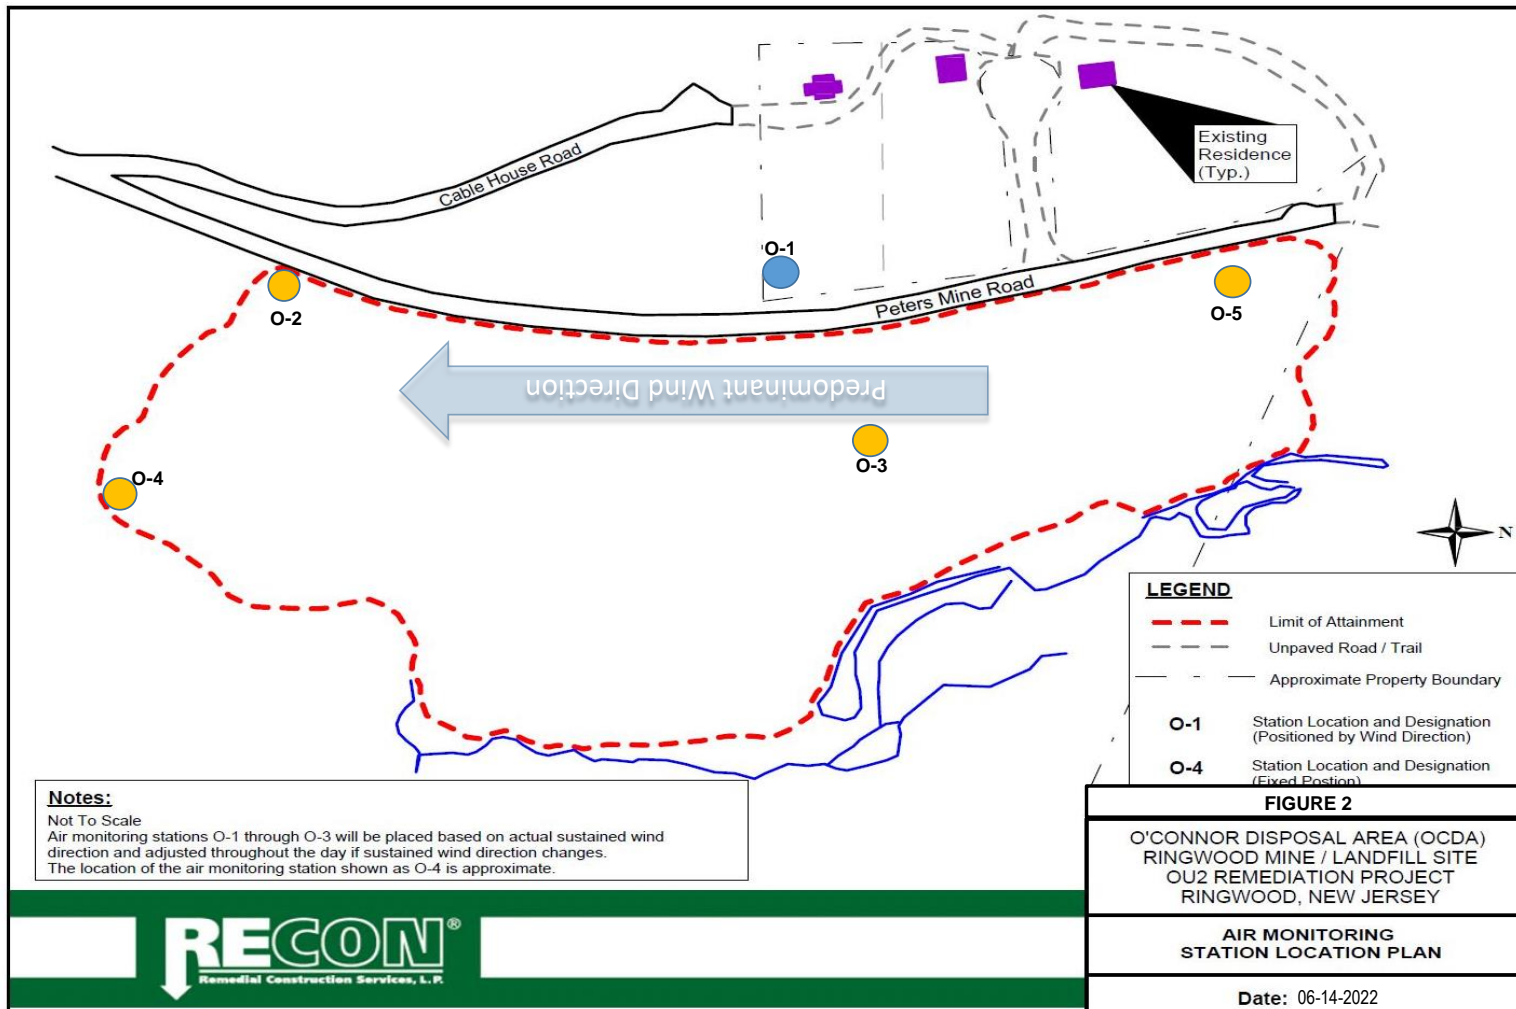 Existing
Residence
(Typ.)
Cable House Road
O-1
Peters Mine Road
O-2
O-5
Predominant Wind Direction
O-3
O-4
N
LEGEND
Limit of Attainment
Unpaved Road / Trail
Approximate Property Boundary
O-1 Station Location and Designation
(Positioned by Wind Direction)
O-4 Station Location and Designation
(Fixed Postion)
Notes:
Not To Scale
Air monitoring stations O-1 through O-3 will be placed based on actual sustained wind
direction and adjusted throughout the day if sustained wind direction changes.
The location of the air monitoring station shown as O-4 is approximate.
FIGURE 2
O'CONNOR DISPOSAL AREA (OCDA)
RINGWOOD MINE / LANDFILL SITE
OU2 REMEDIATION PROJECT
RINGWOOD, NEW JERSEY
AIR MONITORING
STATION LOCATION PLAN
Date: 06-14-2022
RECON®
Remedial Construction Services, L.P.